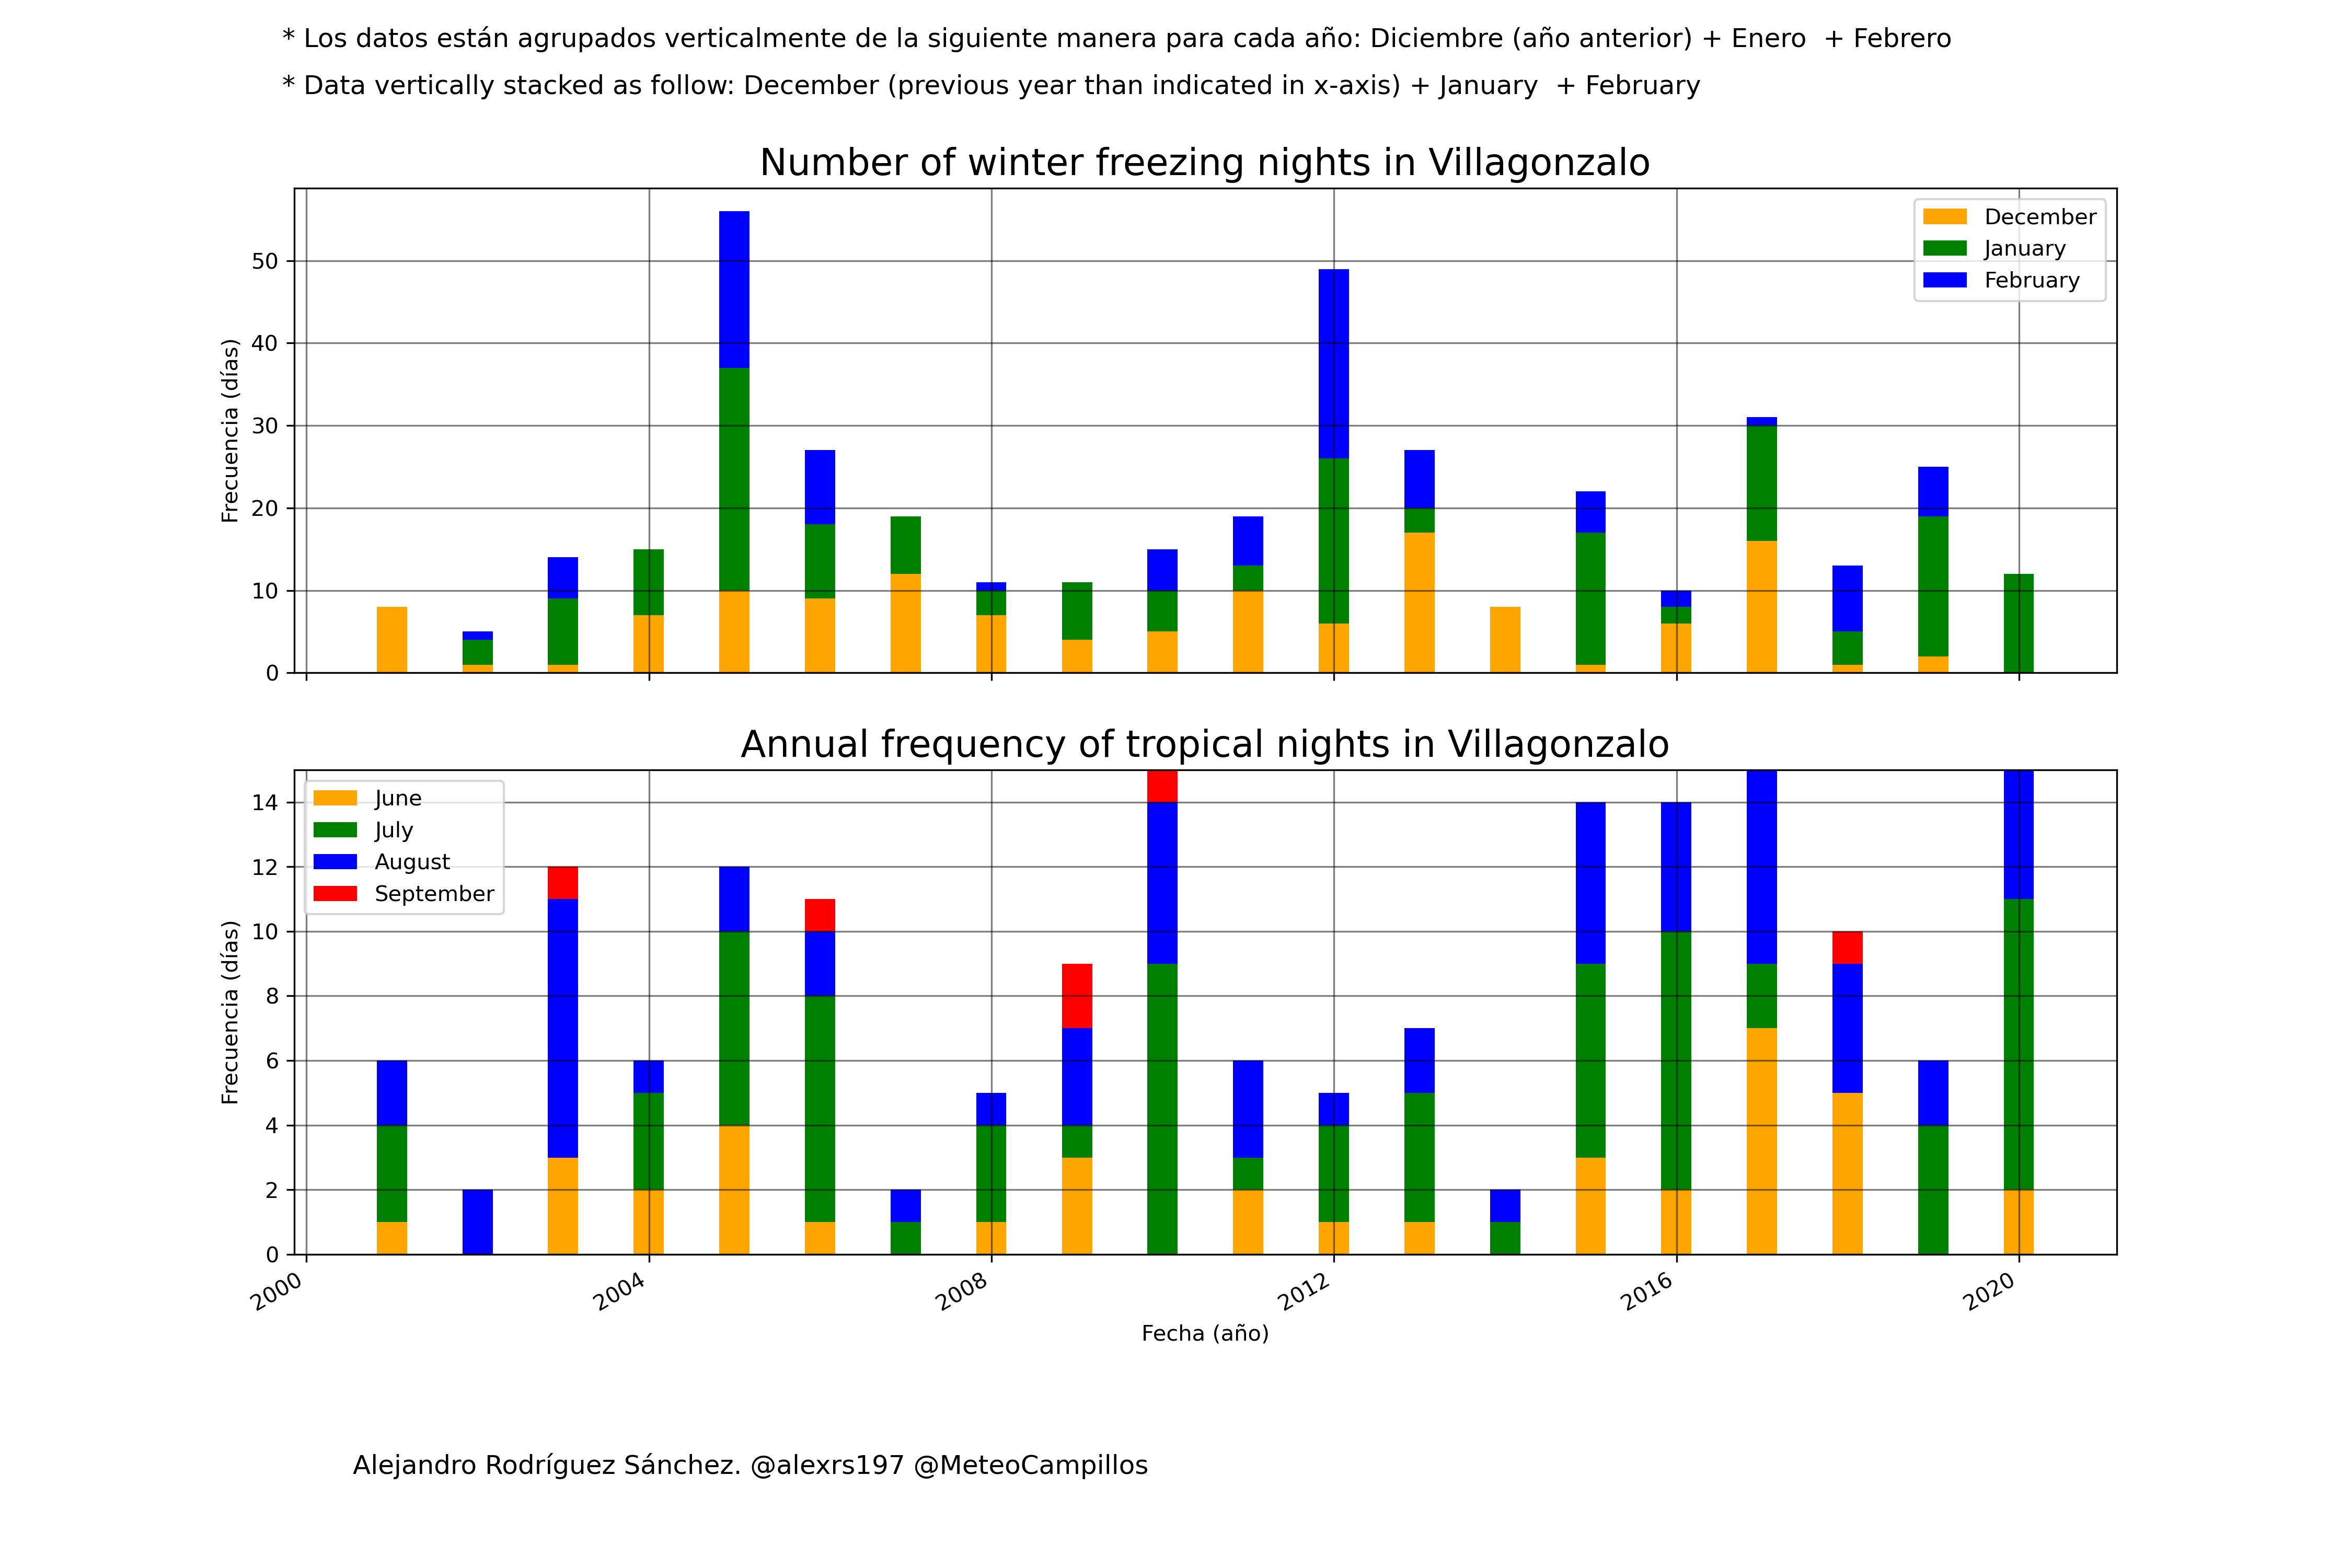 * Los datos están agrupados verticalmente de la siguiente manera para cada año: Diciembre (año anterior) + Enero  + Febrero
* Data vertically stacked as follow: December (previous year than indicated in x-axis) + January  + February
Number of winter freezing nights in Villagonzalo
Frecuencia (días)
50
40
30
20
10
0
December
January
February
Annual frequency of tropical nights in Villagonzalo
Frecuencia (días)
14
12
10
8
6
4
2
0
June
July
August
September
2000 2004 2008 2012 2016 2020
Fecha (año)
Alejandro Rodríguez Sánchez. @alexrs197 @MeteoCampillos